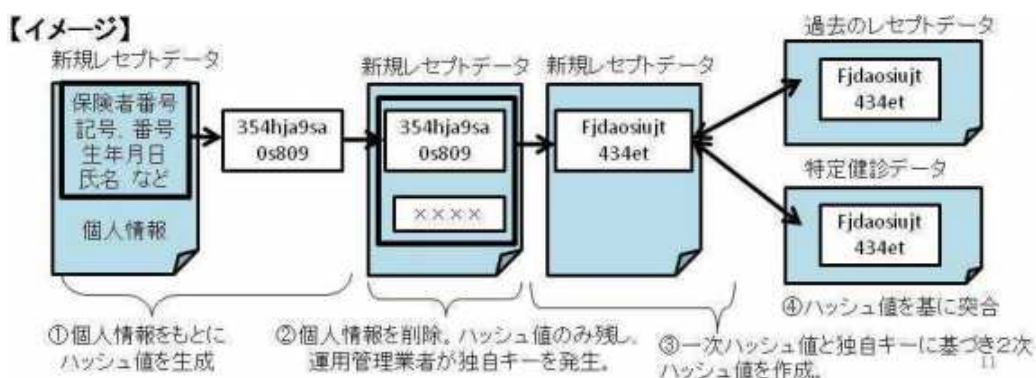 【イメージ】
新規レセプトデータ
保険者番号
記号、番号
生年月日
氏名 など
個人情報
354hja9sa
0s809
新規レセプトデータ
354hja9sa
0s809
××××
新規レセプトデータ
Fjdaosiujt
434et
過去のレセプトデータ
Fjdaosiujt
434et
特定健診データ
Fjdaosiujt
434et
①個人情報をもとに
ハッシュ値を生成
②個人情報を削除。ハッシュ値のみ残し、
運用管理業者が独自キーを発生。
③一次ハッシュ値と独自キーに基づき2次
ハッシュ値を作成。
④ハッシュ値を基に突合
11